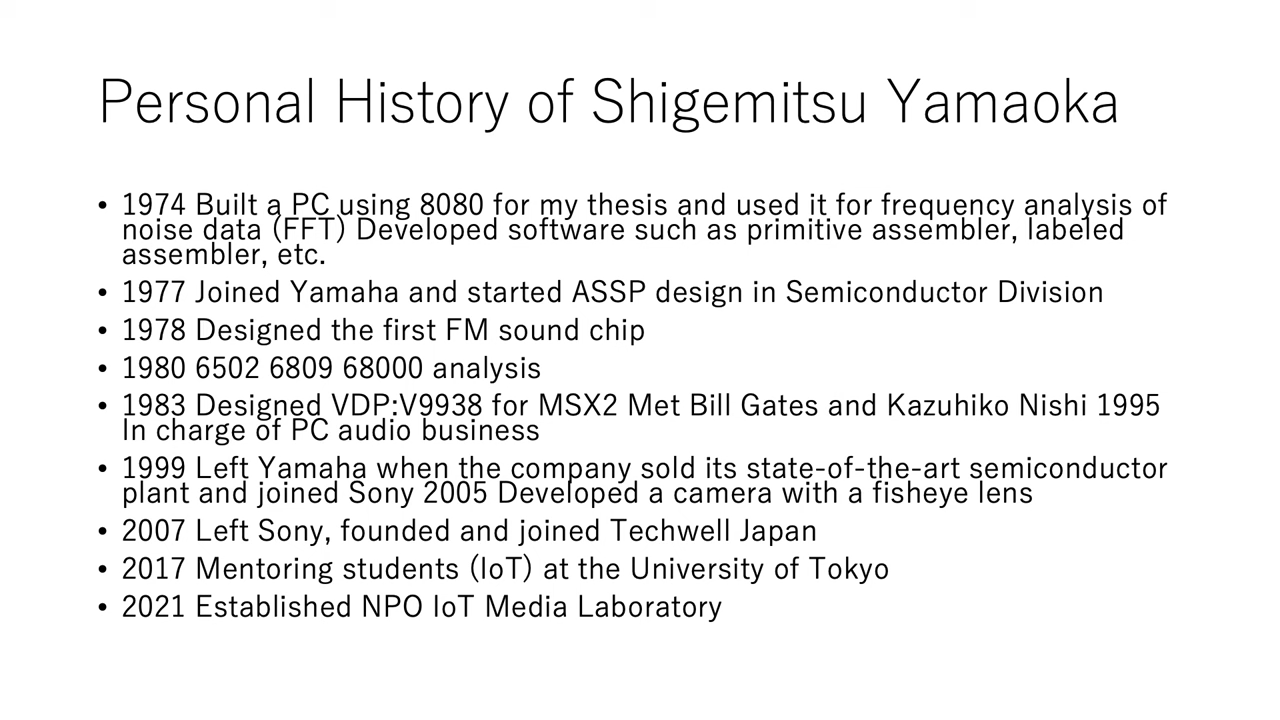 Personal History of Shigemitsu Yamaoka
• 1974 Built a PC using 8080 for my thesis and used it for frequency analysis of
noise data (FFT) Developed software such as primitive assembler, labeled
assembler, etc.
• 1977 Joined Yamaha and started ASSP design in Semiconductor Division
• 1978 Designed the first FM sound chip
• 1980 6502 6809 68000 analysis
• 1983 Designed VDP:V9938 for MSX2 Met Bill Gates and Kazuhiko Nishi 1995
In charge of PC audio business
• 1999 Left Yamaha when the company sold its state-of-the-art semiconductor
plant and joined Sony 2005 Developed a camera with a fisheye lens
• 2007 Left Sony, founded and joined Techwell Japan
• 2017 Mentoring students (IoT) at the University of Tokyo
• 2021 Established NPO IoT Media Laboratory